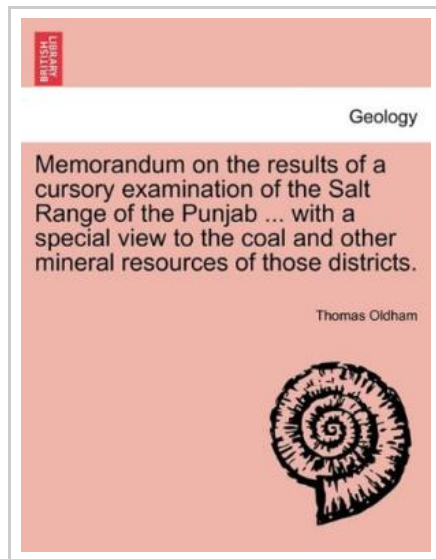 BRITISH
LIBRARY
Geology
Memorandum on the results of a
cursory examination of the Salt
Range of the Punjab ... with a
special view to the coal and other
mineral resources of those districts.
Thomas Oldham